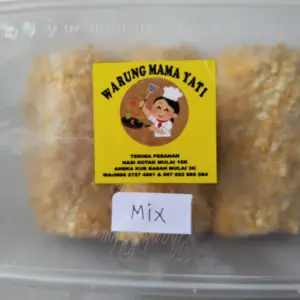 WARUNG MAMA YATI
TERIMA PESANAN
NASI KOTAK MULAI 15K
ANEKA KUE BASAH MULAI 3K
Mix